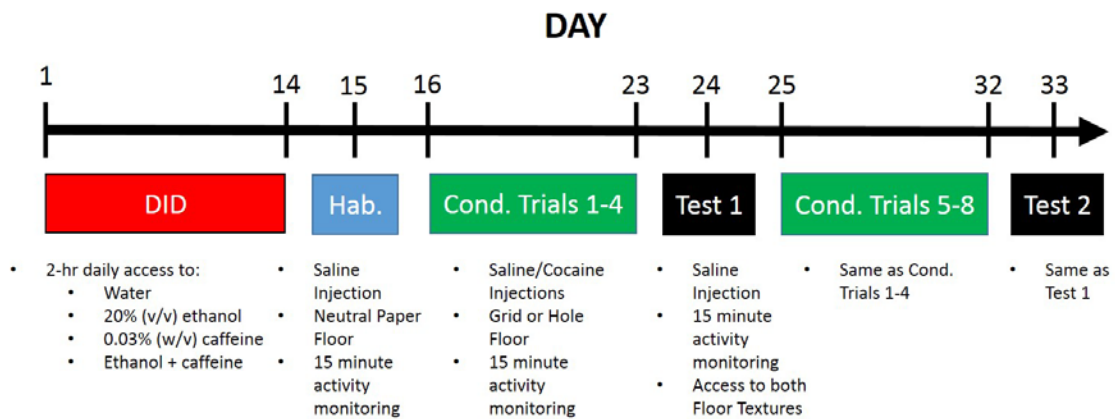 DAY
1 14 15 16 23 24 25 32 33
DID Hab. Cond. Trials 1-4 Test 1 Cond. Trials 5-8 Test 2
• 2-hr daily access to:
• Water
• 20% (v/v) ethanol
• 0.03% (w/v) caffeine
• Ethanol + caffeine
• Saline
Injection
• Neutral Paper
Floor
• 15 minute
activity
monitoring
• Saline/Cocaine
Injections
• Grid or Hole
Floor
• 15 minute
activity
monitoring
• Saline
Injection
• 15 minute
activity
monitoring
• Access to both
Floor Textures
• Same as Cond.
Trials 1-4
• Same as
Test 1